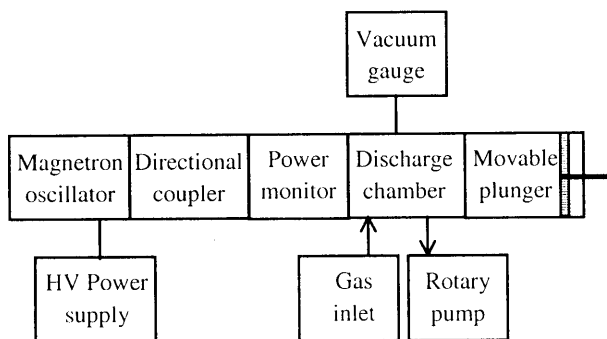 Vacuum
gauge
Magnetron
oscillator
Directional
coupler
Power
monitor
Discharge
chamber
Movable
plunger
HV Power
supply
Gas
inlet
Rotary
pump